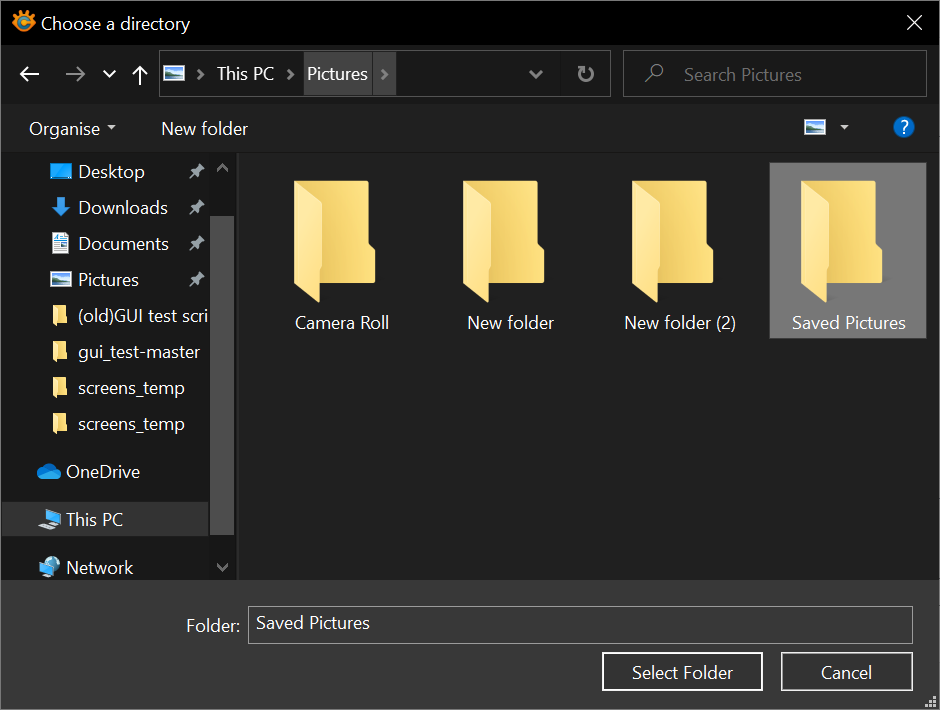 Choose a directory
This PC Pictures Search Pictures
Organise New folder ?
Desktop
Downloads
Documents
Pictures
(old)GUI test scri
gui_test-master
screens_temp
screens_temp
OneDrive
This PC
Network
Camera Roll
New folder
New folder (2)
Saved Pictures
Folder: Saved Pictures
Select Folder Cancel